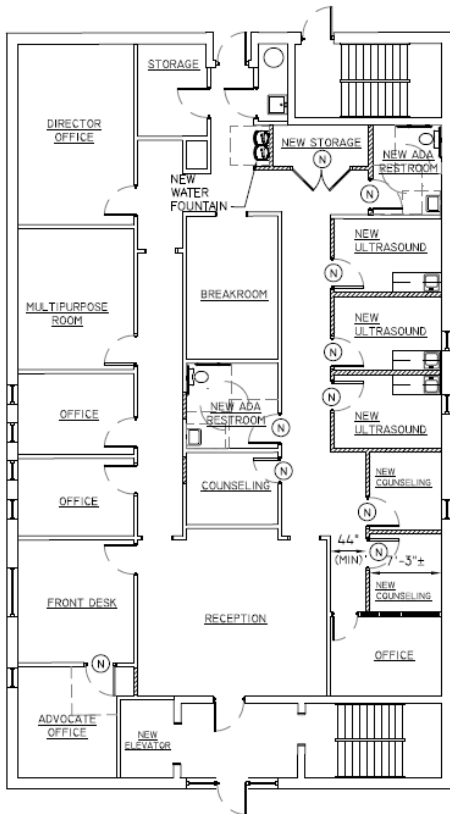 STORAGE
DIRECTOR
OFFICE
NEW STORAGE
N
NEW ADA
RESTROOM
N
NEW
WATER
FOUNTAIN
NEW
ULTRASOUND
N
MULTIPURPOSE
ROOM
BREAKROOM
NEW
ULTRASOUND
N
N
NEW
ULTRASOUND
OFFICE
NEW ADA
RESTROOM
N
N
COUNSELING
NEW
COUNSELING
OFFICE
N
44"
(MIN)
N
7'-3"±
NEW
COUNSELING
FRONT DESK
RECEPTION
OFFICE
N
ADVOCATE
OFFICE
NEW
ELEVATOR